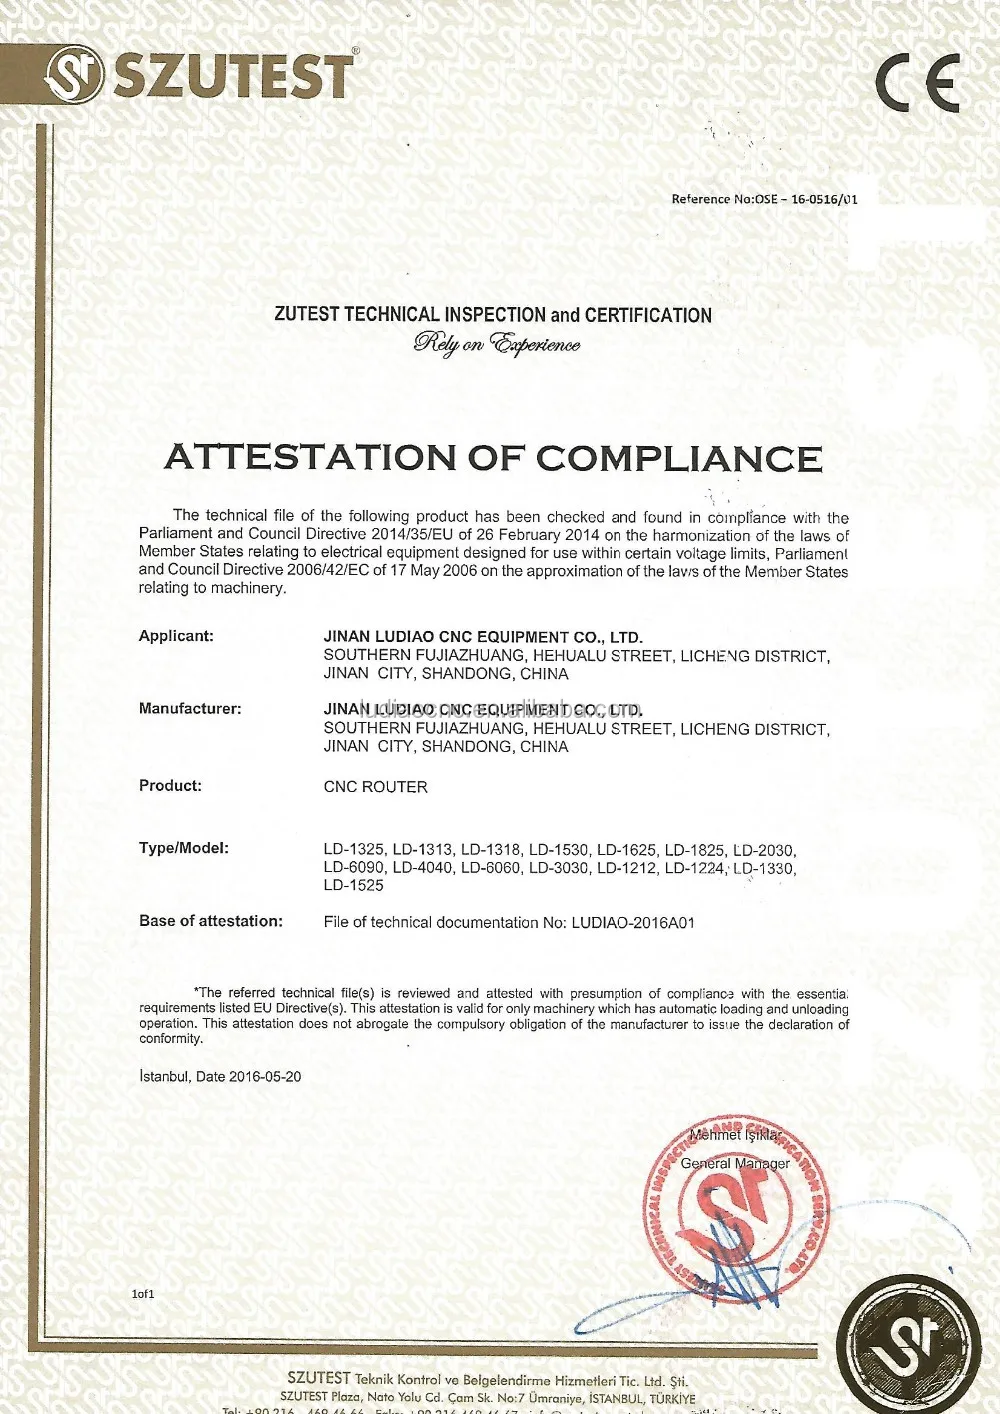 SZUTEST®
CE
Reference No:OSE – 16-0516/01
ZUTEST TECHNICAL INSPECTION and CERTIFICATION
Rely on Experience
ATTESTATION OF COMPLIANCE
The technical file of the following product has been checked and found in compliance with the
Parliament and Council Directive 2014/35/EU of 26 February 2014 on the harmonization of the laws of
Member States relating to electrical equipment designed for use within certain voltage limits, Parliament
and Council Directive 2006/42/EC of 17 May 2006 on the approximation of the laws of the Member States
relating to machinery.
Applicant: JINAN LUDIAO CNC EQUIPMENT CO., LTD.
SOUTHERN FUJIAZHUANG, HEHUALU STREET, LICHENG DISTRICT,
JINAN CITY, SHANDONG, CHINA
Manufacturer: JINAN LUDIAO CNC EQUIPMENT CO., LTD.
ludiaocnc.en.alibaba.com
SOUTHERN FUJIAZHUANG, HEHUALU STREET, LICHENG DISTRICT,
JINAN CITY, SHANDONG, CHINA
Product: CNC ROUTER
Type/Model: LD-1325, LD-1313, LD-1318, LD-1530, LD-1625, LD-1825, LD-2030,
LD-6090, LD-4040, LD-6060, LD-3030, LD-1212, LD-1224, LD-1330,
LD-1525
Base of attestation: File of technical documentation No: LUDIAO-2016A01
*The referred technical file(s) is reviewed and attested with presumption of compliance with the essential
requirements listed EU Directive(s). This attestation is valid for only machinery which has automatic loading and unloading
operation. This attestation does not abrogate the compulsory obligation of the manufacturer to issue the declaration of
conformity.
İstanbul, Date 2016-05-20
Mehmet Işıklar
General Manager
SZUTEST TECHNICAL INSPECTION AND CERTIFICATION SERV.CO.LTD.
1of1
SZUTEST Teknik Kontrol ve Belgelendirme Hizmetleri Tic. Ltd. Şti.
SZUTEST Plaza, Nato Yolu Cd. Çam Sk. No:7 Ümraniye, İSTANBUL, TÜRKİYE